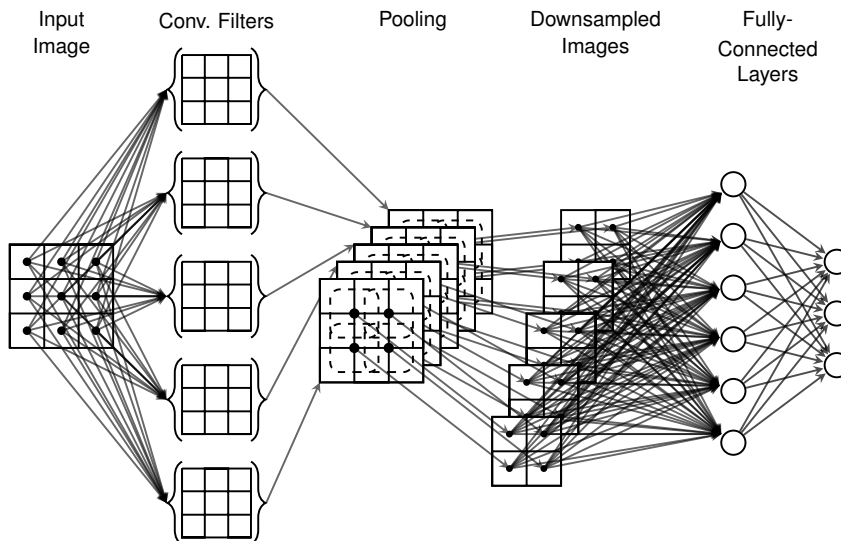 Input
Image
Conv. Filters
Pooling
Downsampled
Images
Fully-
Connected
Layers